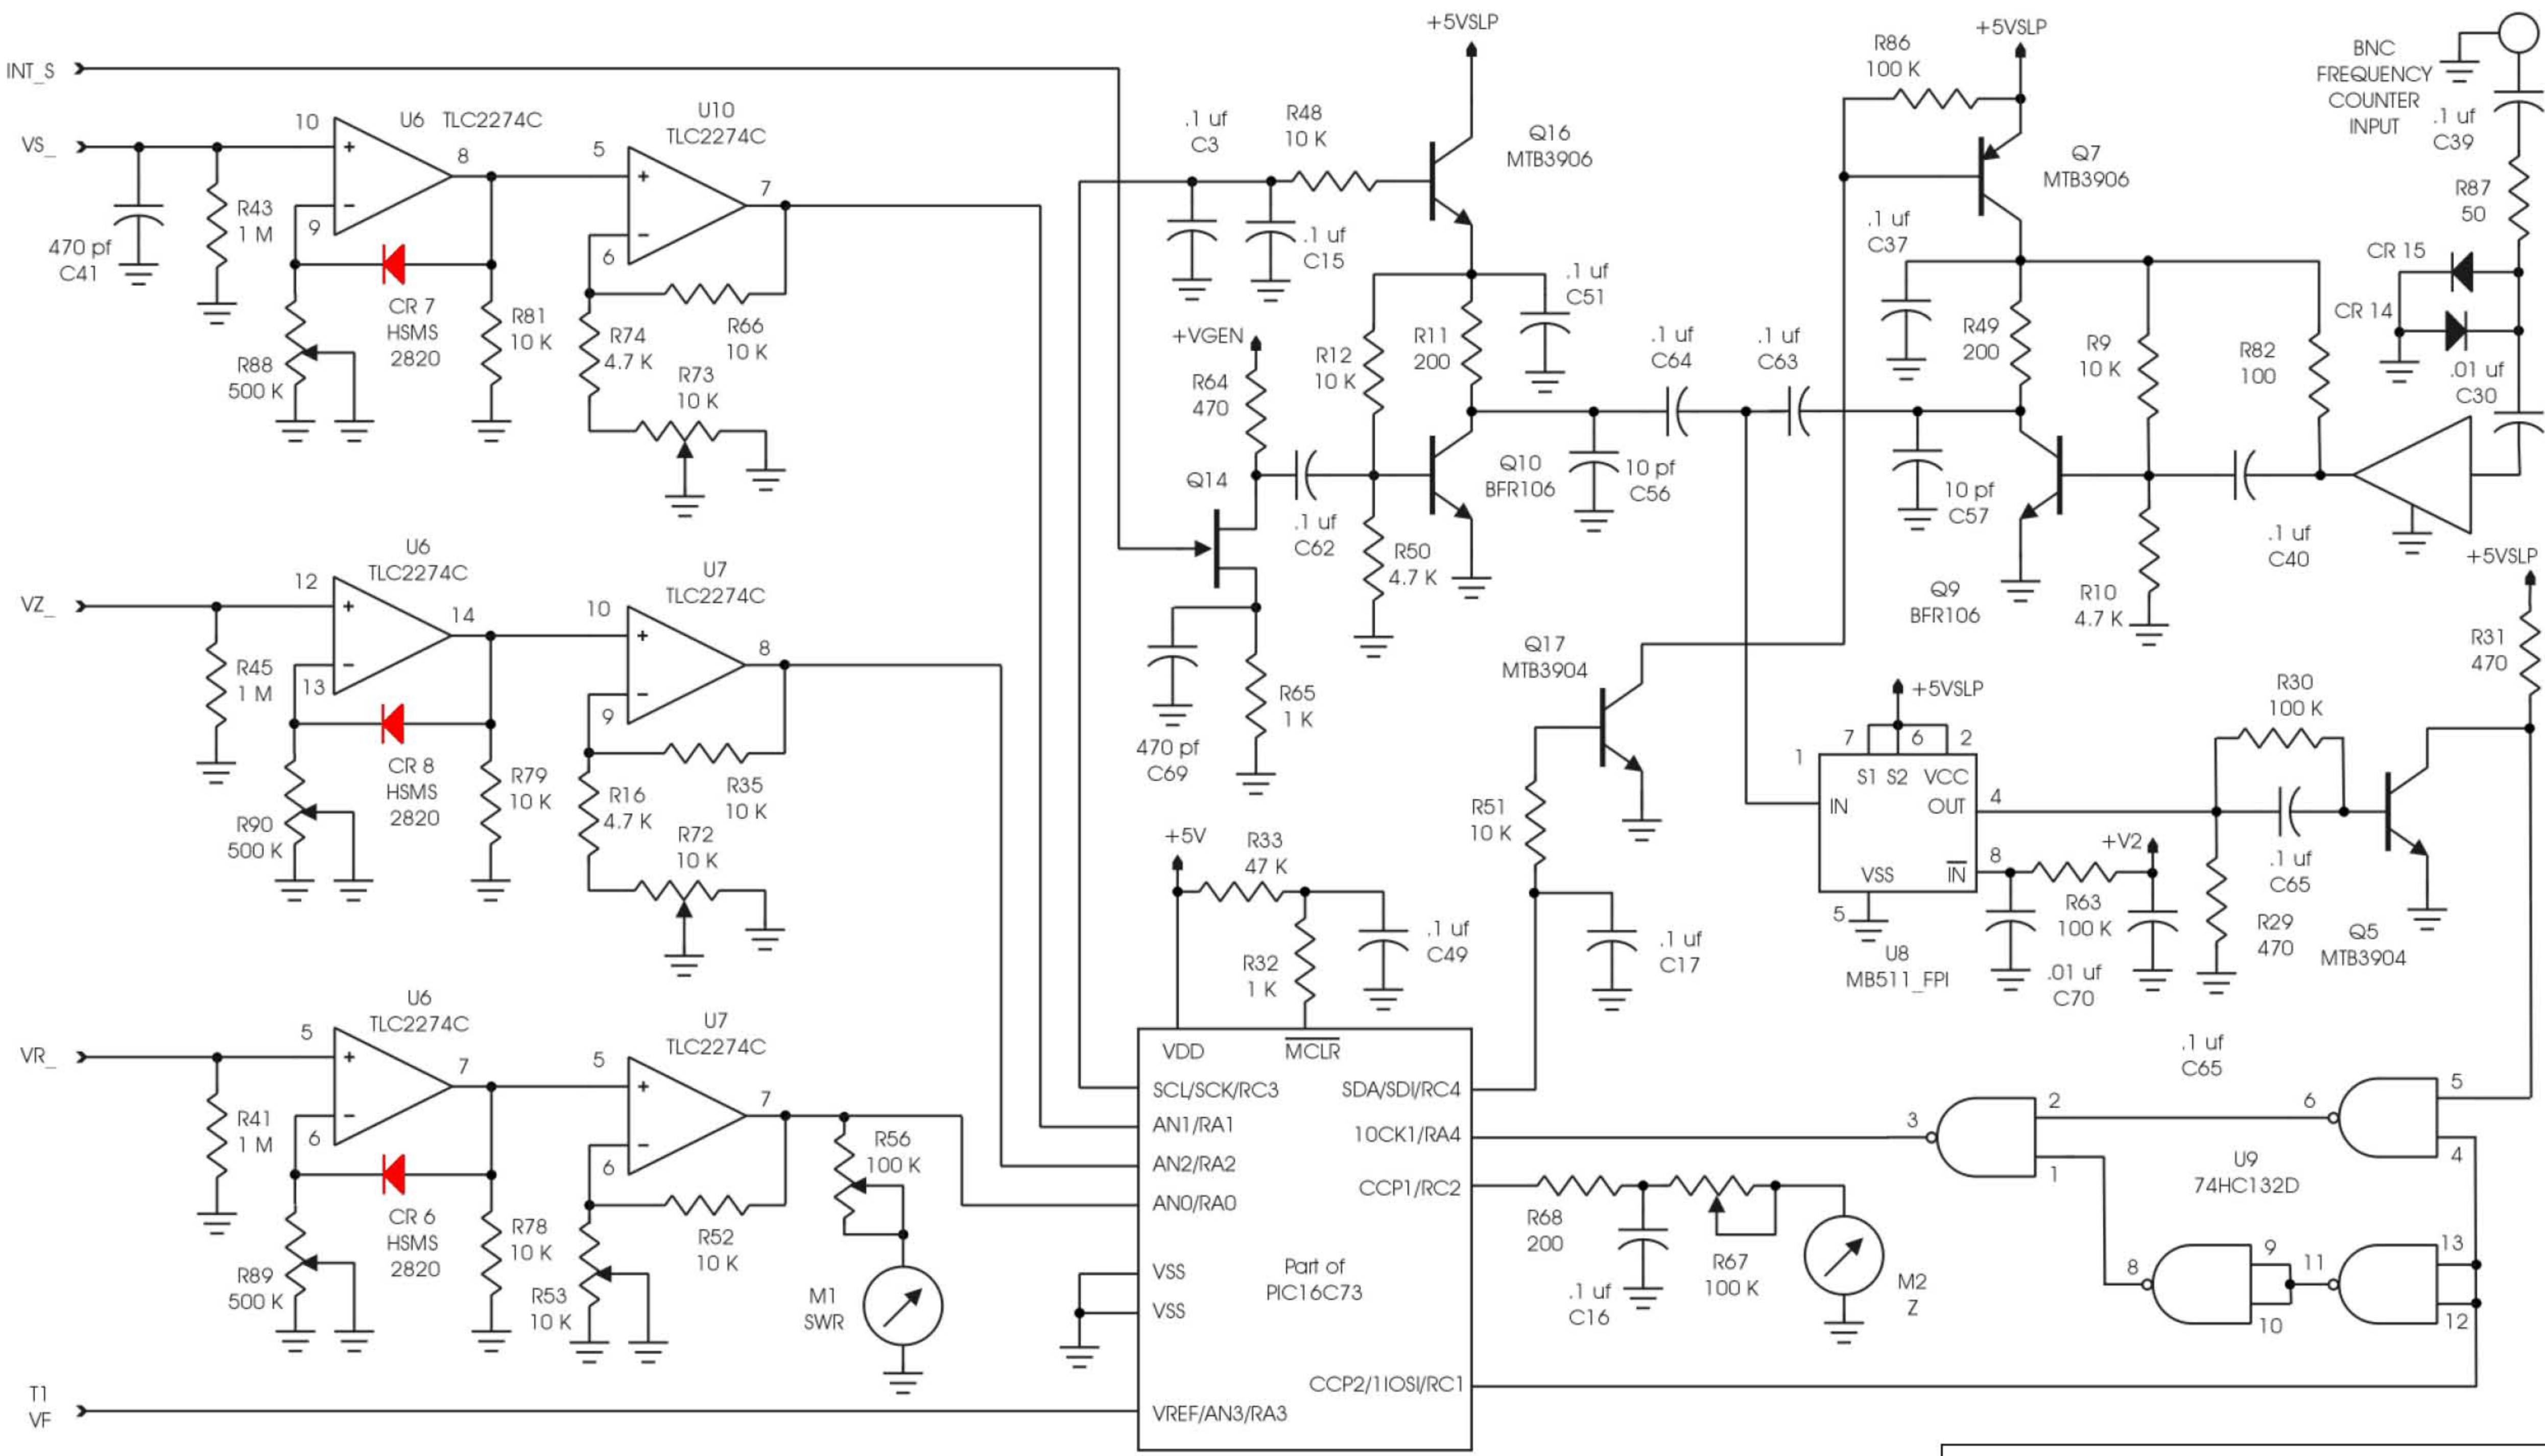 INT_S
VS_
470 pf
C41
R43
1 M
10
9
U6 TLC2274C
8
CR 7
HSMS
2820
R88
500 K
R81
10 K
U10
TLC2274C
5
6
7
R74
4.7 K
R66
10 K
R73
10 K
VZ_
R45
1 M
12
13
U6
TLC2274C
14
CR 8
HSMS
2820
R90
500 K
R79
10 K
U7
TLC2274C
10
9
8
R16
4.7 K
R35
10 K
R72
10 K
VR_
R41
1 M
5
6
U6
TLC2274C
7
CR 6
HSMS
2820
R89
500 K
R78
10 K
U7
TLC2274C
5
6
7
R53
10 K
R52
10 K
R56
100 K
M1
SWR
T1
VF
+5VSLP
.1 uf
C3
R48
10 K
.1 uf
C15
Q16
MTB3906
+VGEN
R64
470
Q14
R12
10 K
R11
200
.1 uf
C51
.1 uf
C62
R50
4.7 K
Q10
BFR106
10 pf
C56
.1 uf
C64
.1 uf
C63
470 pf
C69
R65
1 K
R86
100 K
+5VSLP
Q7
MTB3906
.1 uf
C37
R49
200
R9
10 K
R82
100
10 pf
C57
Q9
BFR106
R10
4.7 K
.1 uf
C40
BNC
FREQUENCY
COUNTER
INPUT
.1 uf
C39
R87
50
CR 15
CR 14
.01 uf
C30
+5VSLP
R31
470
Q17
MTB3904
R51
10 K
.1 uf
C17
+5V
R33
47 K
R32
1 K
.1 uf
C49
+5VSLP
7
6
2
1
S1 S2 VCC
IN
OUT
4
VSS
IN
8
5
U8
MB511_FPI
+V2
R63
100 K
.01 uf
C70
R30
100 K
.1 uf
C65
R29
470
Q5
MTB3904
.1 uf
C65
VDD
MCLR
SCL/SCK/RC3
SDA/SDI/RC4
AN1/RA1
10CK1/RA4
AN2/RA2
CCP1/RC2
AN0/RA0
VSS
VSS
Part of
PIC16C73
CCP2/1IOSI/RC1
VREF/AN3/RA3
R68
200
.1 uf
C16
R67
100 K
M2
Z
3
2
1
6
5
4
U9
74HC132D
8
9
10
11
13
12